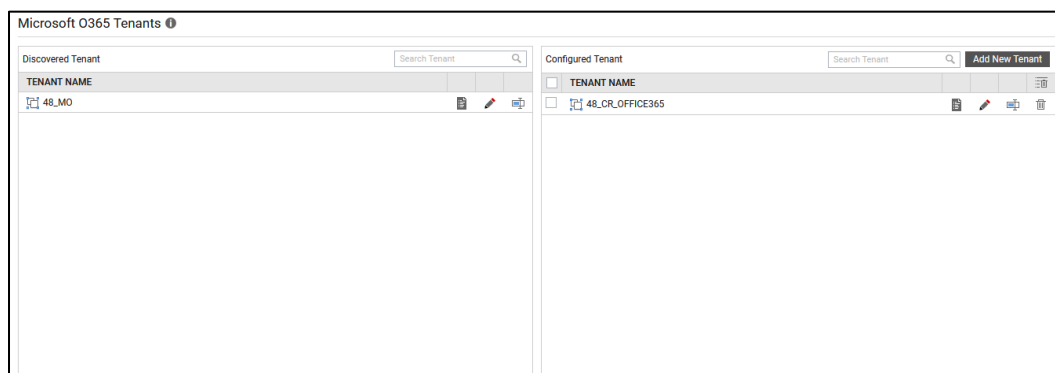 Microsoft O365 Tenants
Discovered Tenant
Search Tenant
TENANT NAME
48_MO
Configured Tenant
Search Tenant
Add New Tenant
TENANT NAME
48_CR_OFFICE365